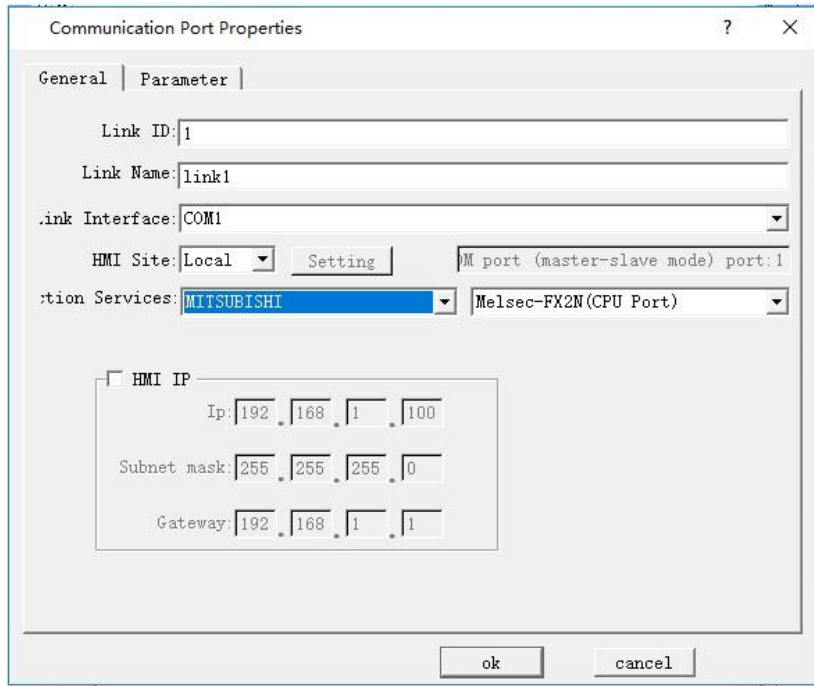 Communication Port Properties ? ×
General Parameter
Link ID: 1
Link Name: link1
.ink Interface: COM1
HMI Site: Local Setting M port (master-slave mode) port:1
:tion Services: MITSUBISHI Melsec-FX2N(CPU Port)
HMI IP
Ip: 192 . 168 . 1 . 100
Subnet mask: 255 . 255 . 255 . 0
Gateway: 192 . 168 . 1 . 1
ok cancel